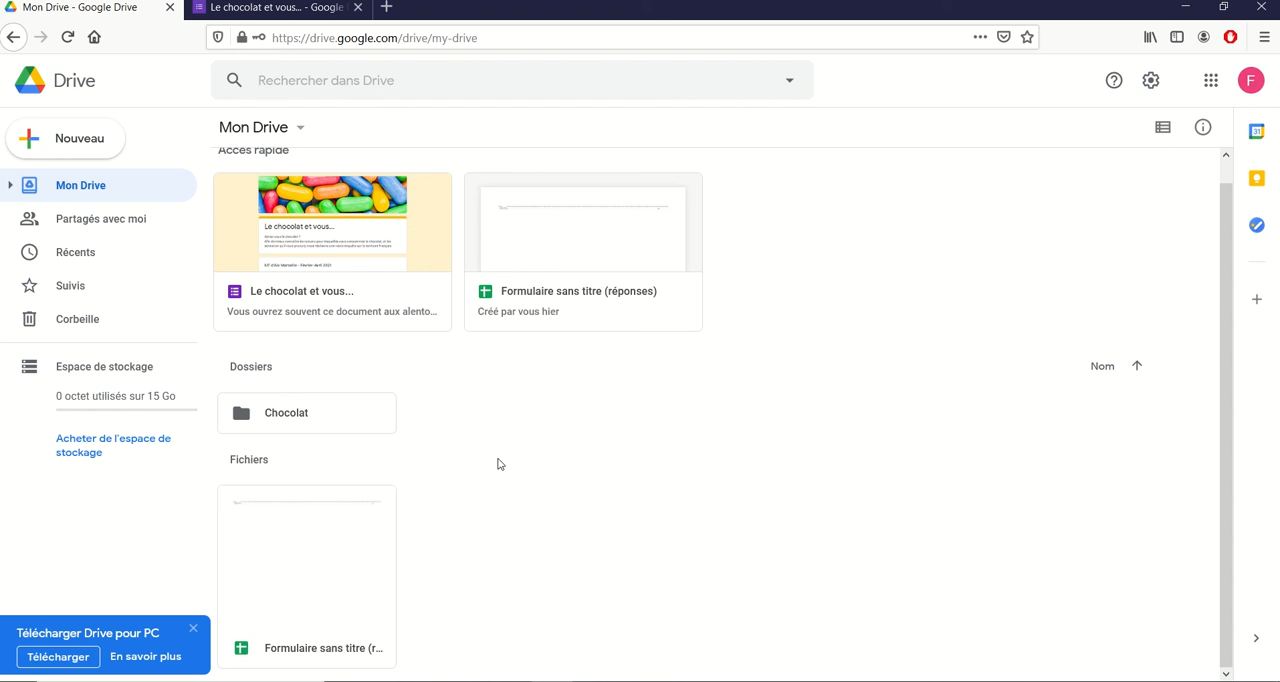 Mon Drive - Google Drive
Le chocolat et vous... - Google
https://drive.google.com/drive/my-drive
Drive
Rechercher dans Drive
F
Nouveau
Mon Drive
Accès rapide
31
Mon Drive
Partagés avec moi
Récents
Suivis
Corbeille
Espace de stockage
0 octet utilisés sur 15 Go
Acheter de l'espace de
stockage
Le chocolat et vous...
Le chocolat et vous...
Vous ouvrez souvent ce document aux alento...
Formulaire sans titre (réponses)
Créé par vous hier
Dossiers
Nom
Chocolat
Fichiers
Formulaire sans titre (r...
Télécharger Drive pour PC
Télécharger
En savoir plus